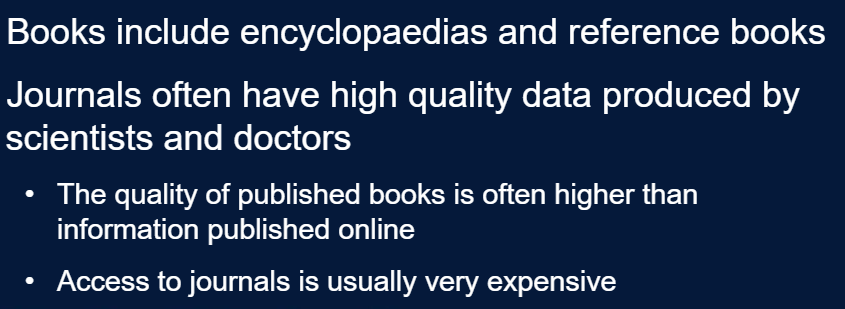 Books include encyclopaedias and reference books
Journals often have high quality data produced by
scientists and doctors
• The quality of published books is often higher than
information published online
• Access to journals is usually very expensive